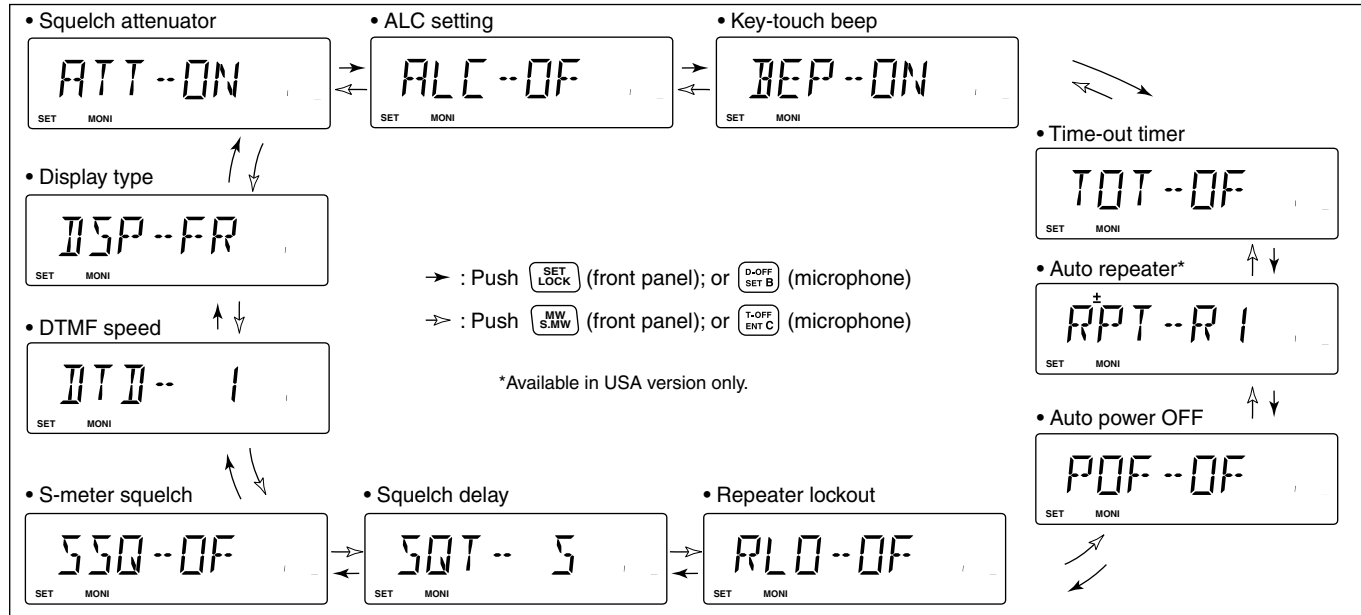 • Squelch attenuator
ATT--ON
SET MONI
• ALC setting
ALC--OF
SET MONI
• Key-touch beep
BEP--ON
SET MONI
• Time-out timer
TOT--OF
SET MONI
• Auto repeater*
±
RPT--R1
SET MONI
• Auto power OFF
POF--OF
SET MONI
• Display type
DSP--FR
SET MONI
• DTMF speed
DTD-- 1
SET MONI
: Push SET LOCK (front panel); or D-OFF SET B (microphone)
: Push MW S.MW (front panel); or T-OFF ENT C (microphone)
*Available in USA version only.
• S-meter squelch
SSQ--OF
SET MONI
• Squelch delay
SQT-- S
SET MONI
• Repeater lockout
RLO--OF
SET MONI